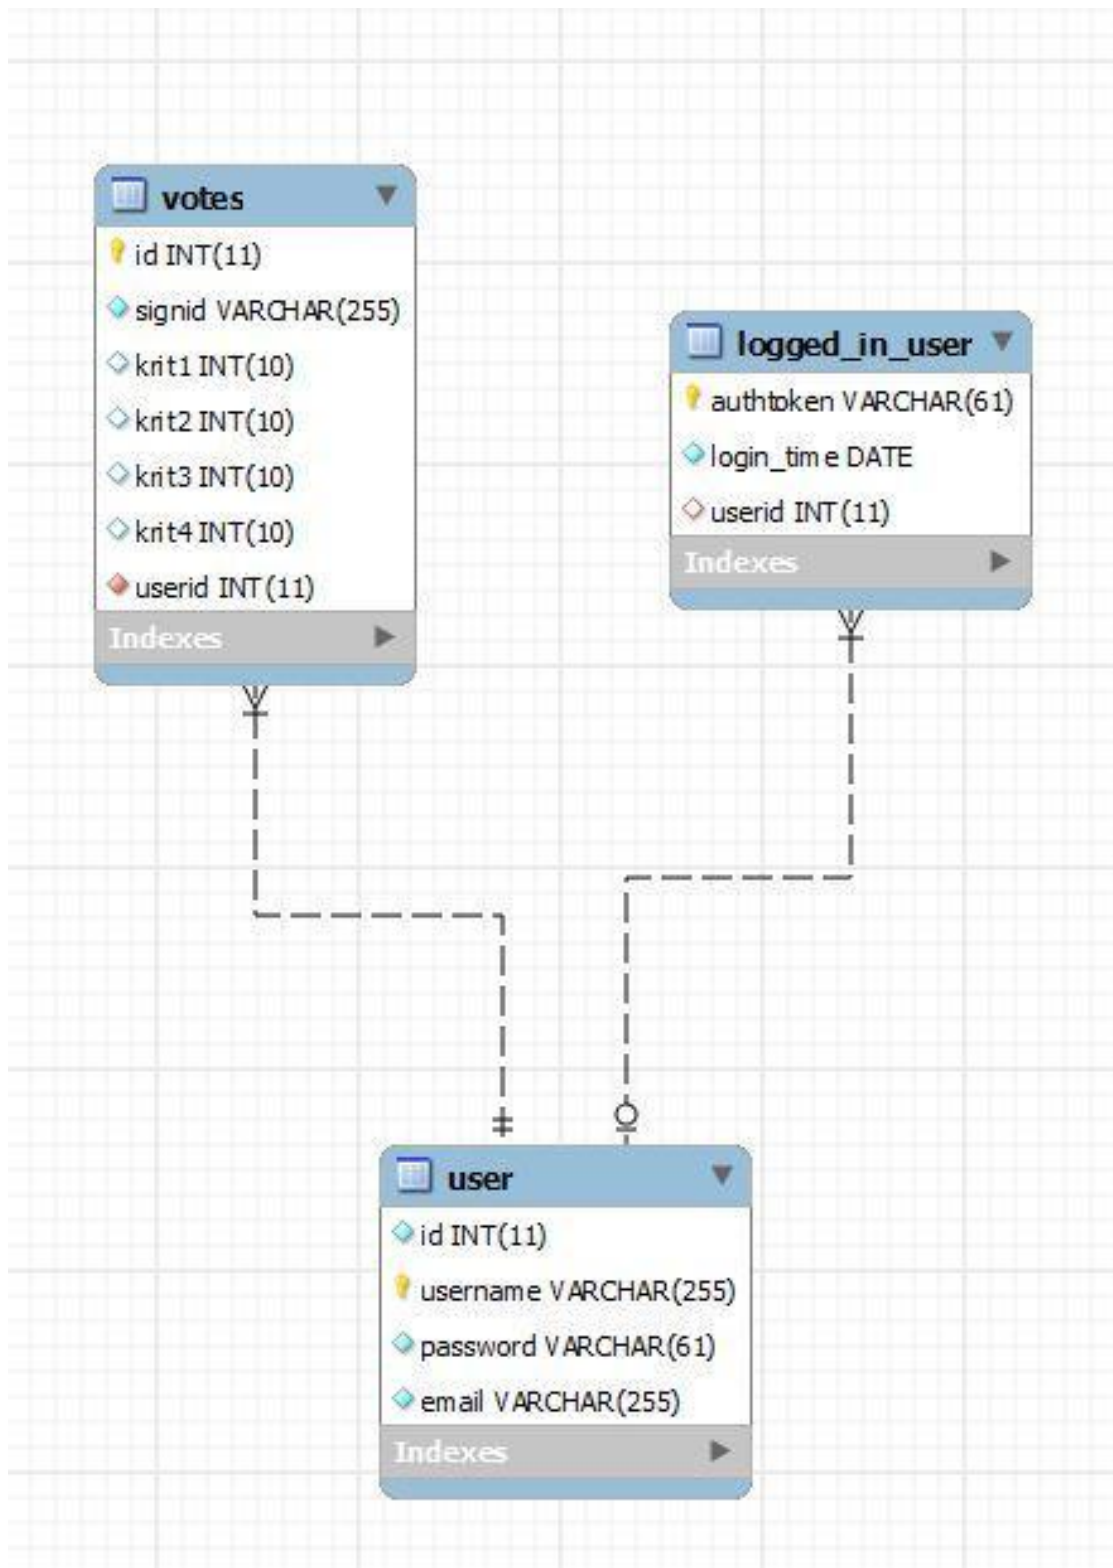 votes
id INT(11)
signid VARCHAR(255)
krit1 INT(10)
krit2 INT(10)
krit3 INT(10)
krit4 INT(10)
userid INT(11)
Indexes
logged_in_user
authtoken VARCHAR(61)
login_time DATE
userid INT(11)
Indexes
user
id INT(11)
username VARCHAR(255)
password VARCHAR(61)
email VARCHAR(255)
Indexes